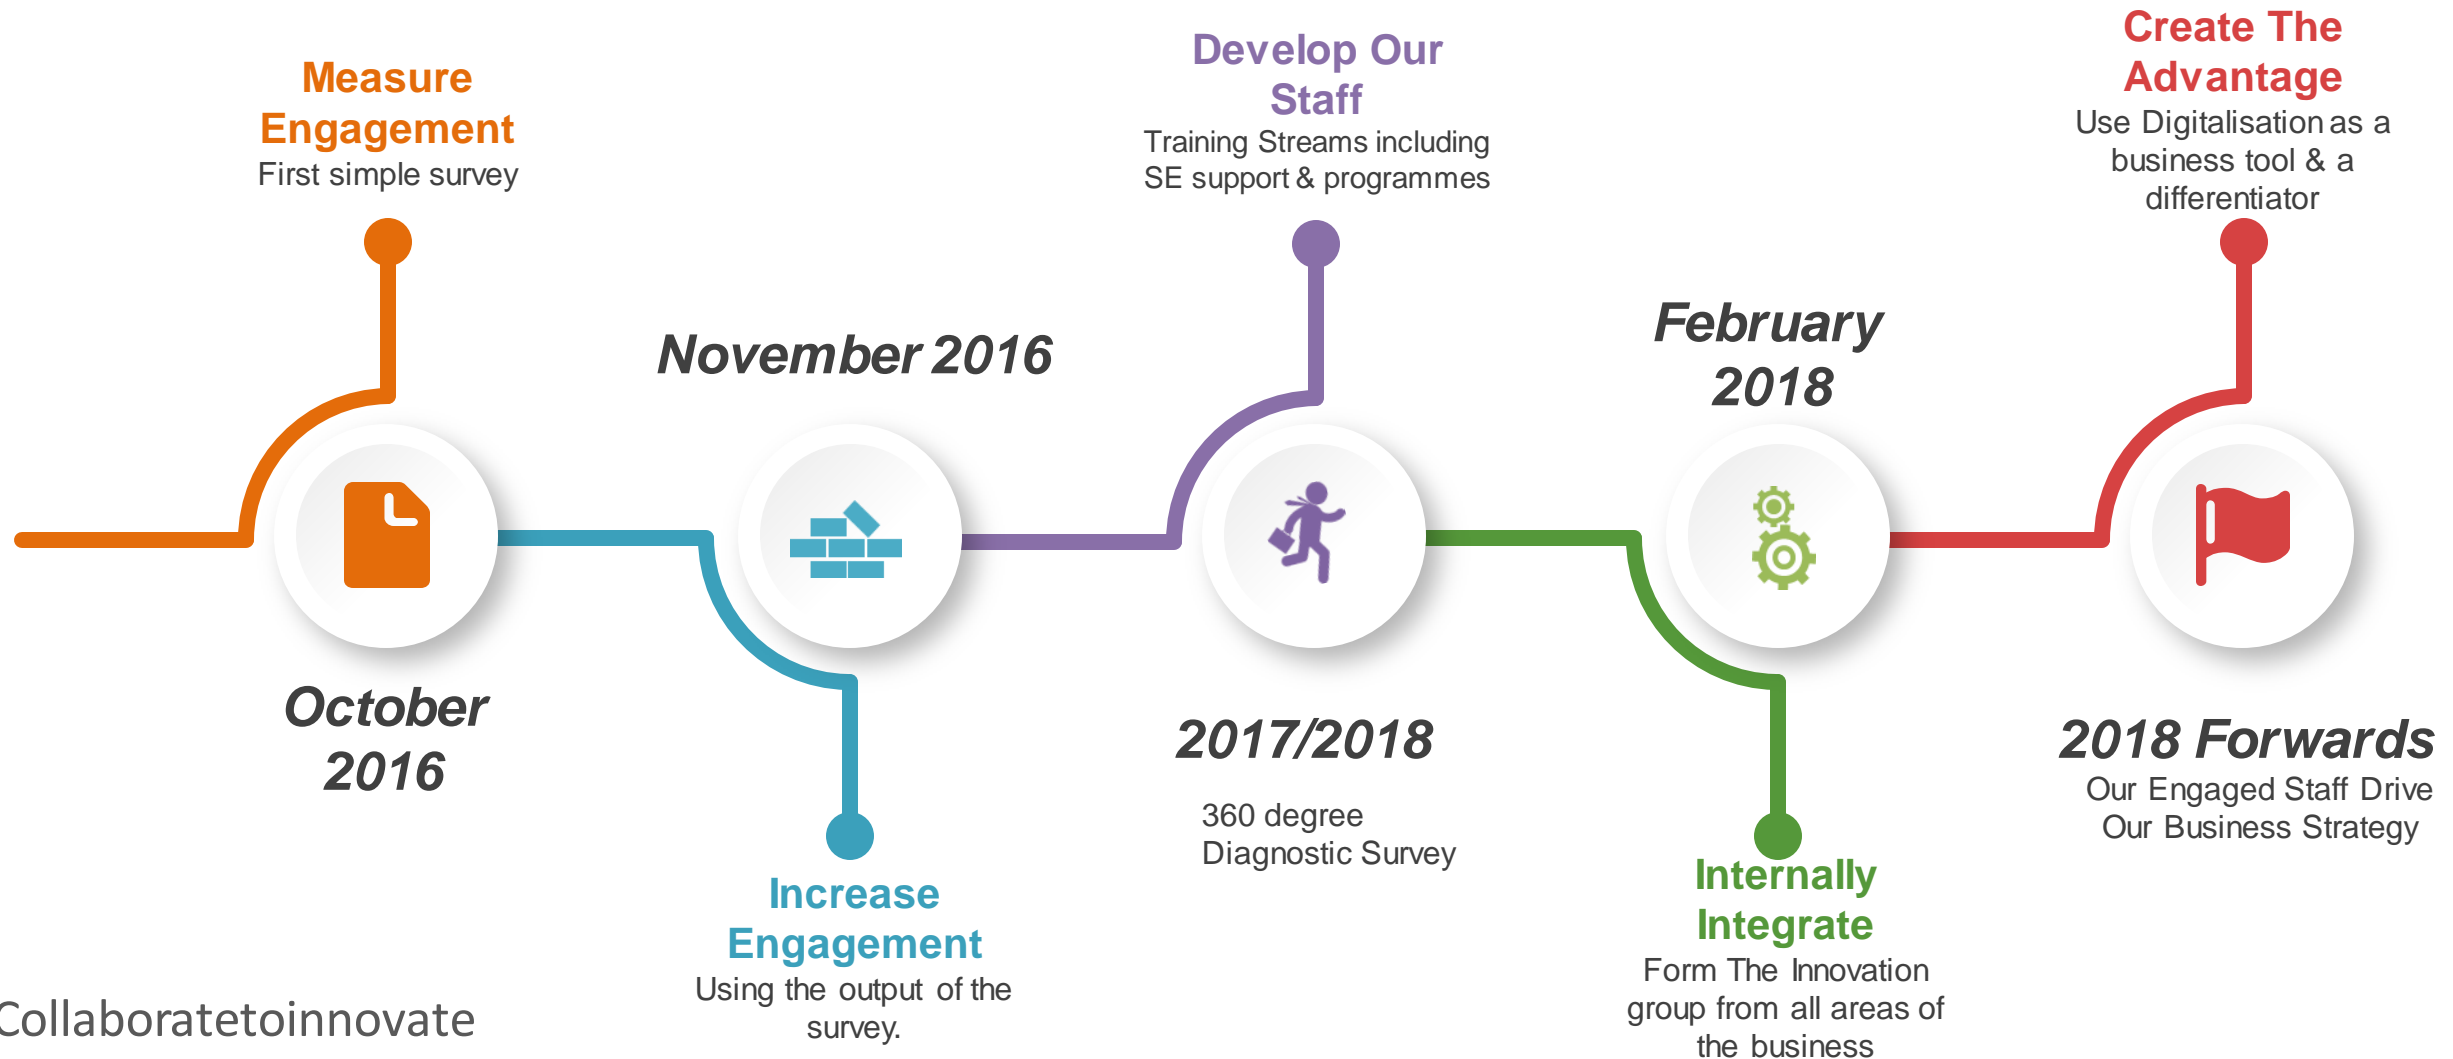 Measure
Engagement
First simple survey
October
2016
November 2016
Increase
Engagement
Using the output of the
survey.
Develop Our
Staff
Training Streams including
SE support & programmes
2017/2018
360 degree
Diagnostic Survey
February
2018
Internally
Integrate
Form The Innovation
group from all areas of
the business
Create The
Advantage
Use Digitalisation as a
business tool & a
differentiator
2018 Forwards
Our Engaged Staff Drive
Our Business Strategy
Collaboratetoinnovate